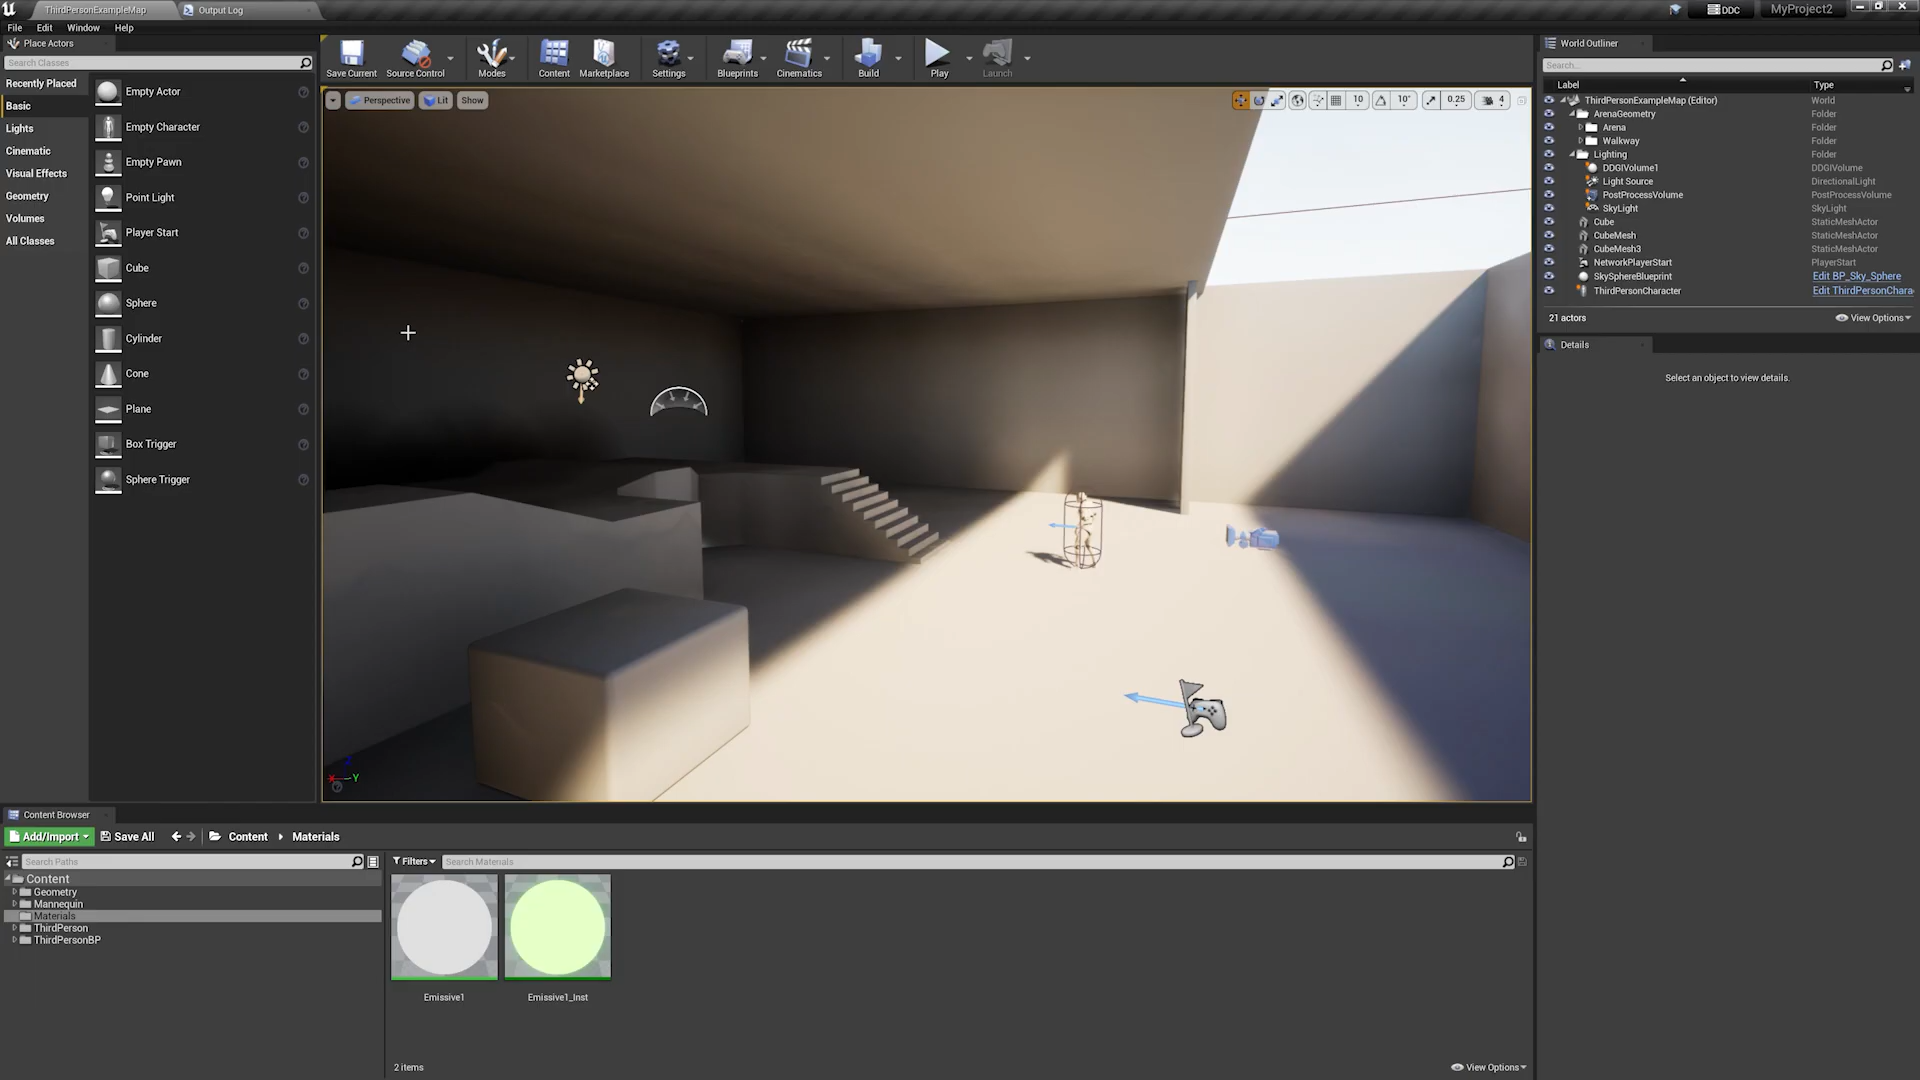 ThirdPersonExampleMap
Output Log
DDC
MyProject2
File Edit Window Help
Place Actors
Search Classes
Recently Placed
Basic
Lights
Cinematic
Visual Effects
Geometry
Volumes
All Classes
Empty Actor
Empty Character
Empty Pawn
Point Light
Player Start
Cube
Sphere
Cylinder
Cone
Plane
Box Trigger
Sphere Trigger
Save Current
Source Control
Modes
Content
Marketplace
Settings
Blueprints
Cinematics
Build
Play
Launch
Perspective
Lit
Show
10
10°
0.25
4
Y
World Outliner
Search...
Label Type
ThirdPersonExampleMap (Editor) World
ArenaGeometry Folder
Arena Folder
Walkway Folder
Lighting Folder
DDGIVolume1 DDGIVolume
Light Source DirectionalLight
PostProcessVolume PostProcessVolume
SkyLight SkyLight
Cube StaticMeshActor
CubeMesh StaticMeshActor
CubeMesh3 StaticMeshActor
NetworkPlayerStart PlayerStart
SkySphereBlueprint Edit BP_Sky_Sphere
ThirdPersonCharacter Edit ThirdPersonChara
21 actors View Options
Details
Select an object to view details.
Content Browser
Add/Import Save All Content Materials
Search Paths
Content
Geometry
Mannequin
Materials
ThirdPerson
ThirdPersonBP
Filters Search Materials
Emissive1
Emissive1_Inst
2 items View Options